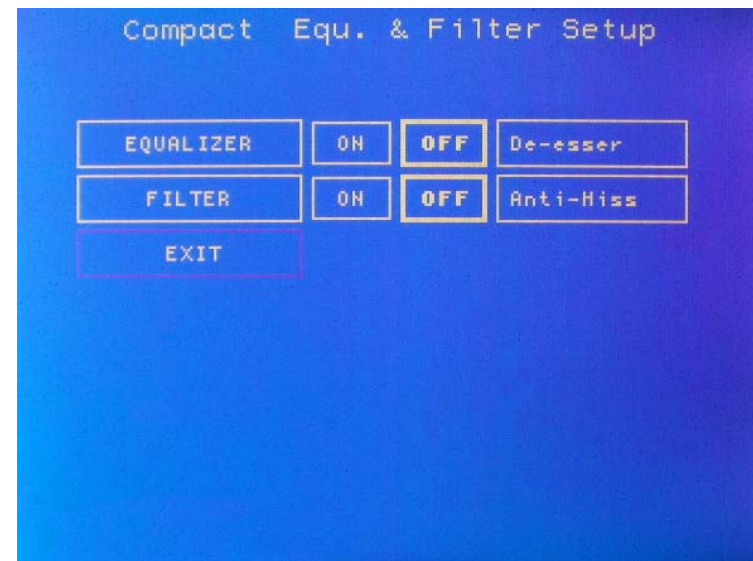 Compact Equ. & Filter Setup
EQUALIZER ON OFF De-esser
FILTER ON OFF Anti-Hiss
EXIT